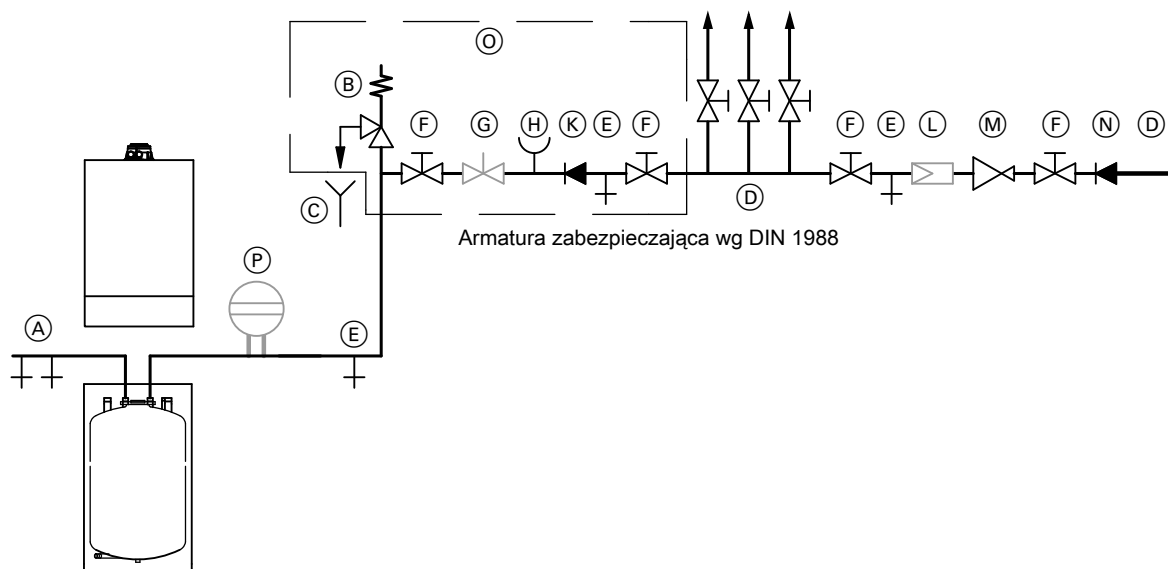 O
B
F G H K E F
F E L M F N D
C
D
Armatura zabezpieczająca wg DIN 1988
P
A
E